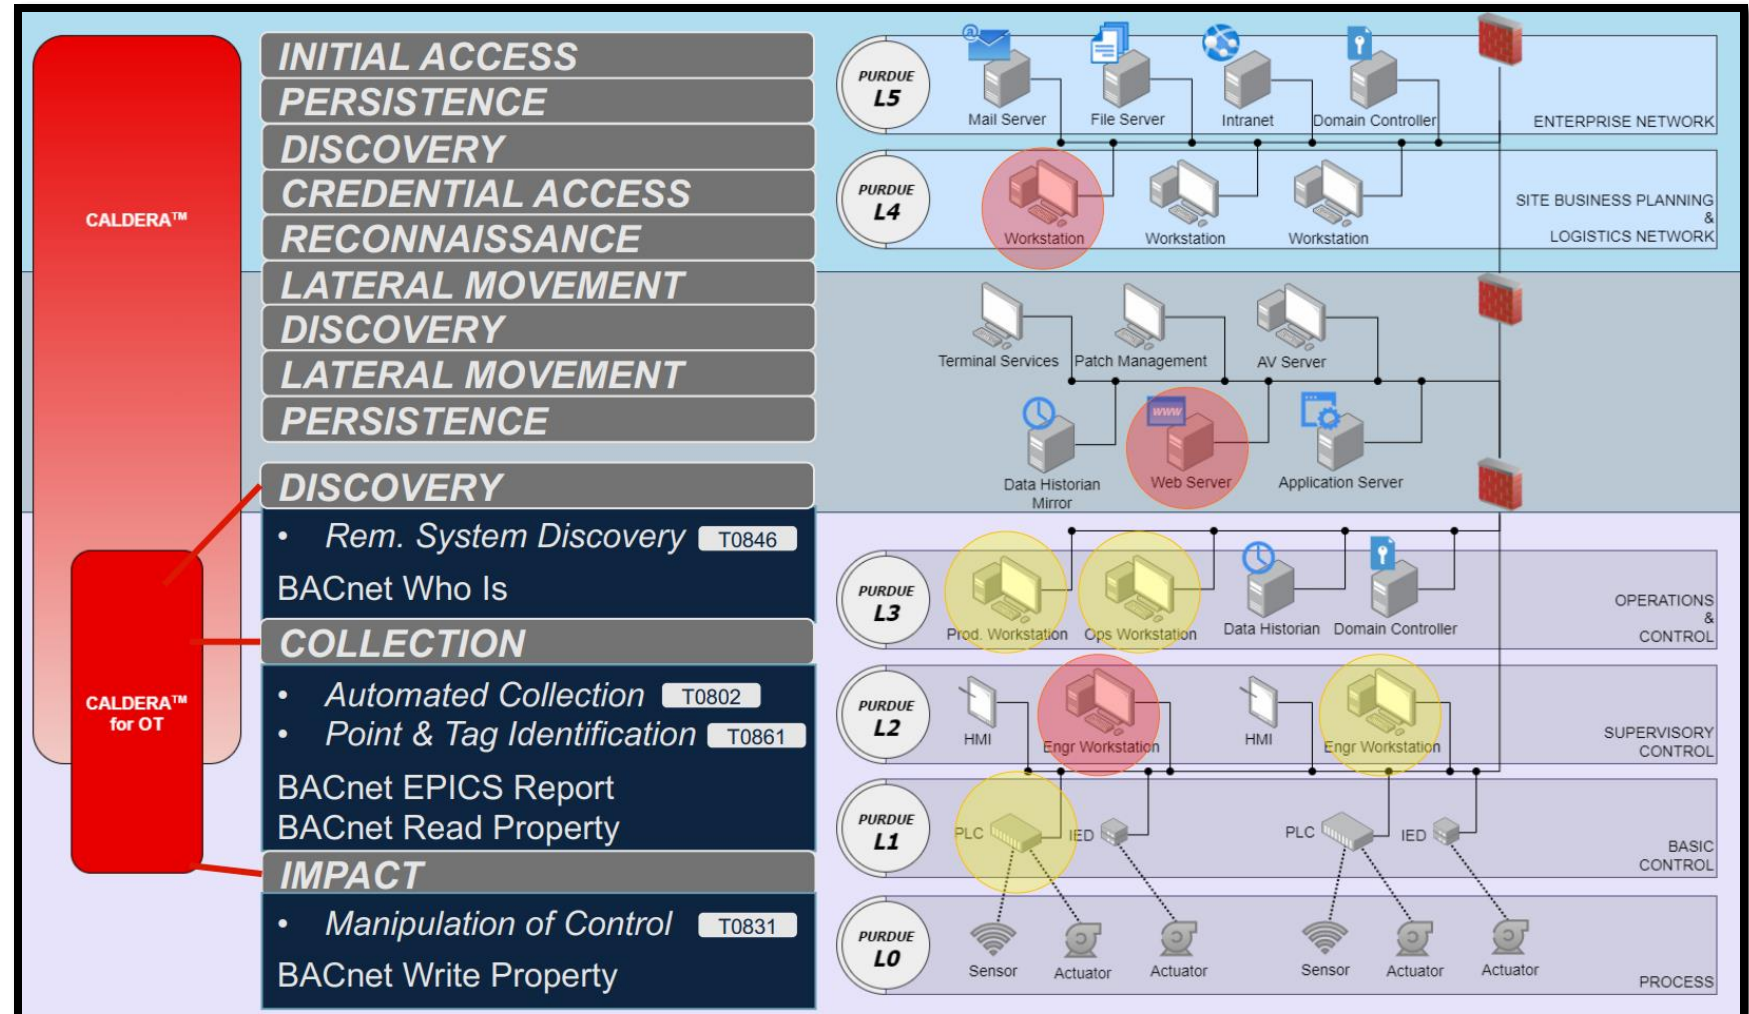 CALDERA™
CALDERA™
for OT
INITIAL ACCESS
PERSISTENCE
DISCOVERY
CREDENTIAL ACCESS
RECONNAISSANCE
LATERAL MOVEMENT
DISCOVERY
LATERAL MOVEMENT
PERSISTENCE
DISCOVERY
• Rem. System Discovery T0846
BACnet Who Is
COLLECTION
• Automated Collection T0802
• Point & Tag Identification T0861
BACnet EPICS Report
BACnet Read Property
IMPACT
• Manipulation of Control T0831
BACnet Write Property
PURDUE
L5
@
Mail Server
File Server
Intranet
Domain Controller
ENTERPRISE NETWORK
PURDUE
L4
Workstation
Workstation
Workstation
SITE BUSINESS PLANNING
&
LOGISTICS NETWORK
Terminal Services
Patch Management
AV Server
Data Historian
Mirror
www
Web Server
Application Server
PURDUE
L3
Prod. Workstation
Ops Workstation
Data Historian
Domain Controller
OPERATIONS
&
CONTROL
PURDUE
L2
HMI
Engr Workstation
HMI
Engr Workstation
SUPERVISORY
CONTROL
PURDUE
L1
PLC
IED
PLC
IED
BASIC
CONTROL
PURDUE
L0
Sensor
Actuator
Actuator
Sensor
Actuator
Actuator
PROCESS